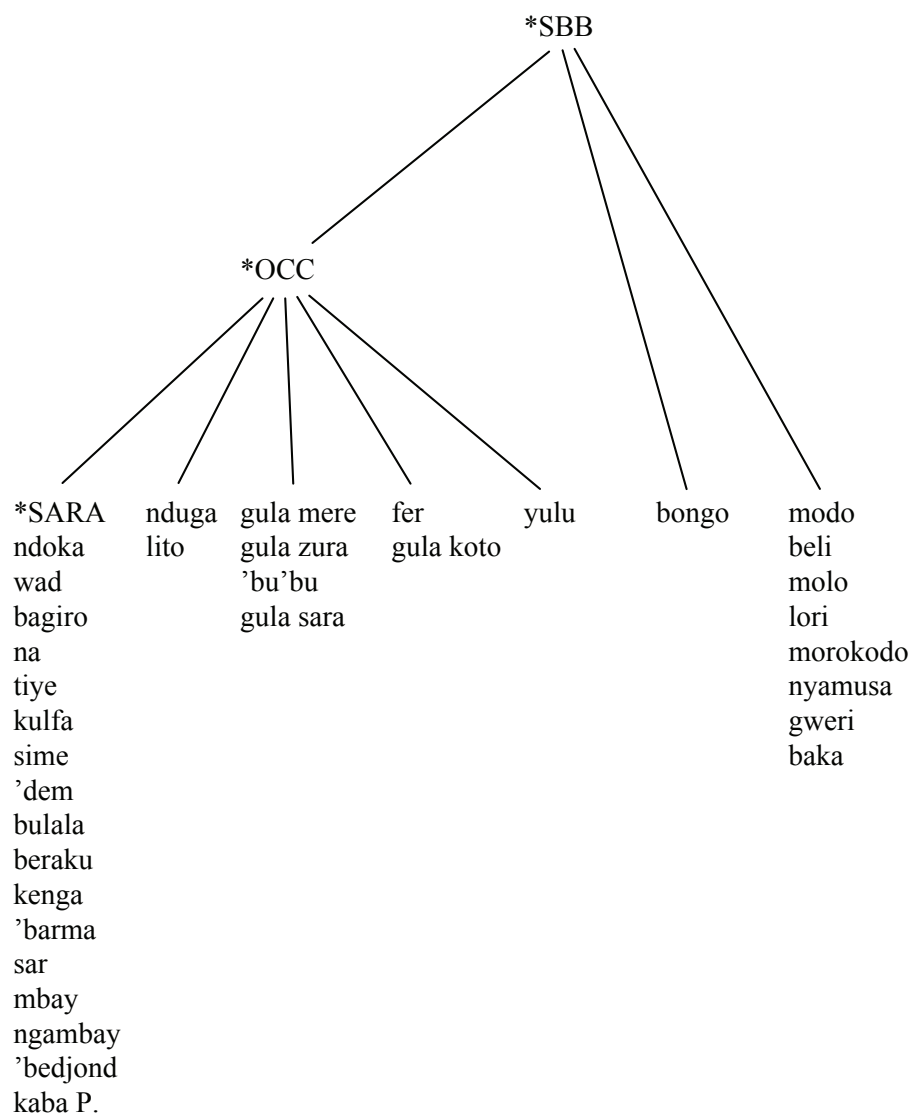 *SBB
*OCC
*SARA nduga gula mere fer yulu bongo modo
ndoka lito gula zura gula koto beli
wad ’bu’bu molo
bagiro gula sara lori
na morokodo
tiye nyamusa
kulfa gweri
sime baka
’dem
bulala
beraku
kenga
’barma
sar
mbay
ngambay
’bedjond
kaba P.